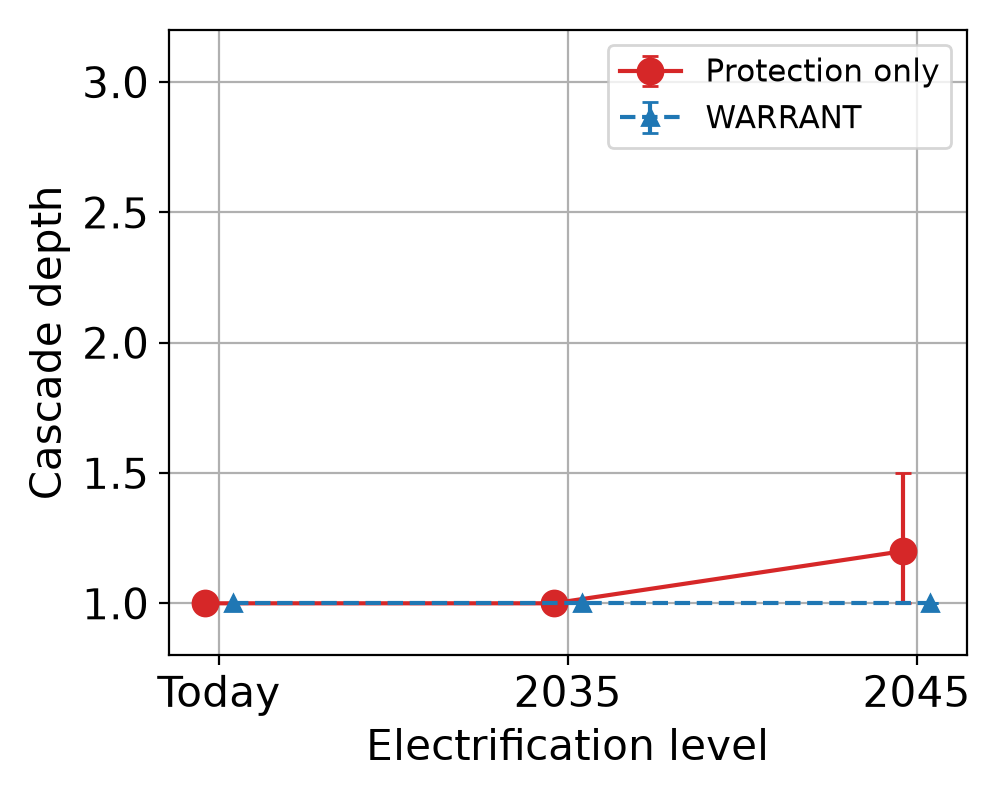 Protection only
WARRANT
3.0
2.5
2.0
1.5
1.0
Cascade depth
Today 2035 2045
Electrification level